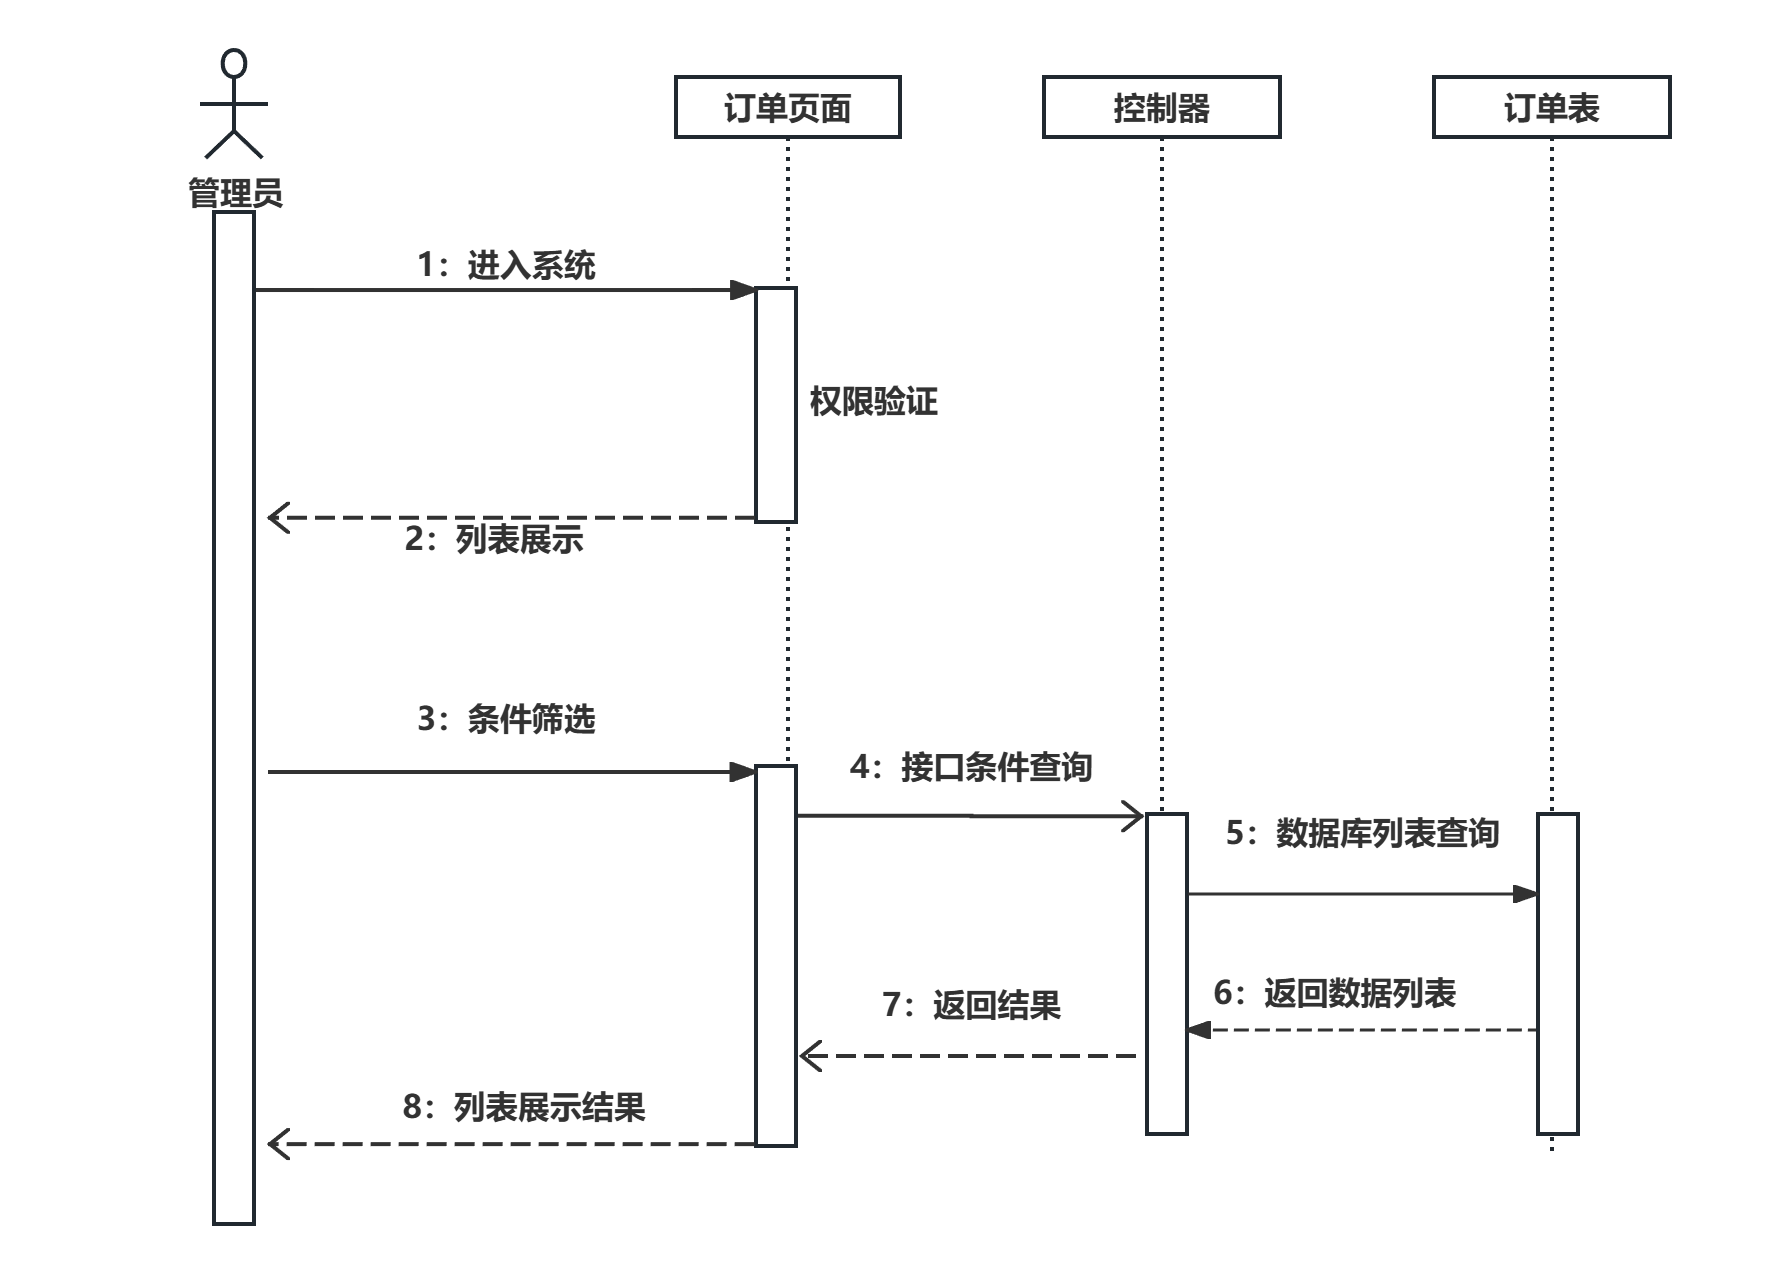 订单页面
控制器
订单表
管理员
1：进入系统
权限验证
2：列表展示
3：条件筛选
4：接口条件查询
5：数据库列表查询
6：返回数据列表
7：返回结果
8：列表展示结果